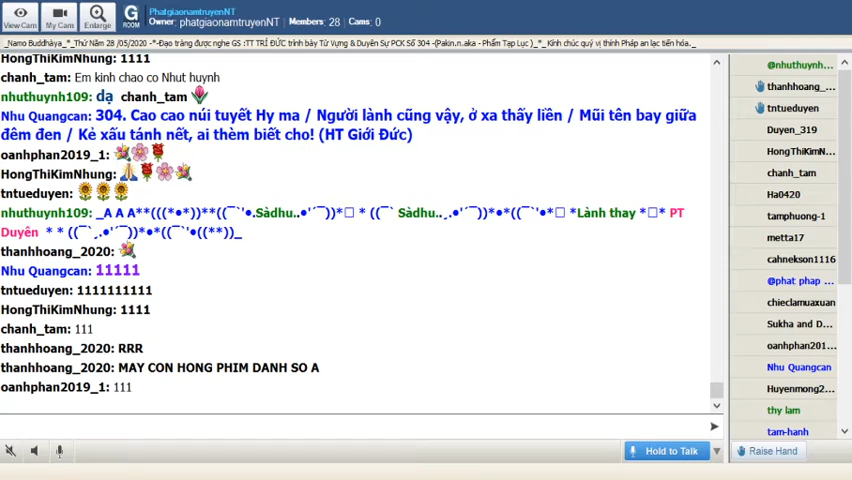 View Cam
My Cam
Enlarge
G
ROOM
PhatgiaonamtruyenNT
Owner: phatgiaonamtruyenNT | Members: 28 | Cams: 0
_Namo Buddhàya_*_Thứ Năm 28 /05/2020 -*-Đạo tràng được nghe GS :TT TRÍ ĐỨC trình bày Tứ Vựng & Duyên Sự PCK Số 304 -(Pakin.n.aka - Phẩm Tạp Lục )_*_ Kính chúc quý vị thính Pháp an lạc tiến hóa._
HongThiKimNhung: 1111
chanh_tam: Em kinh chao co Nhut huynh
nhuthuynh109: dạ chanh_tam
Nhu Quangcan: 304. Cao cao núi tuyết Hy ma / Người lành cũng vậy, ở xa thấy liền / Mũi tên bay giữa
đêm đen / Kẻ xấu tánh nết, ai thèm biết cho! (HT Giới Đức)
oanhphan2019_1:
HongThiKimNhung:
tntueduyen:
nhuthuynh109: _A A A**(((*•*))**((¯`'•.Sàdhu..•'´¯))*□ * ((¯` Sàdhu..¸.•'´¯))*•*((¯`'•*□ *Lành thay *□* PT
Duyên * * ((¯`¸.•'´¯))*•*((¯`'•((**))_
thanhhoang_2020:
Nhu Quangcan: 11111
tntueduyen: 1111111111
HongThiKimNhung: 1111
chanh_tam: 111
thanhhoang_2020: RRR
thanhhoang_2020: MAY CON HONG PHIM DANH SO A
oanhphan2019_1: 111
@nhuthuynh...
thanhhoang_...
tntueduyen
Duyen_319
HongThiKimN...
chanh_tam
Ha0420
tamphuong-1
metta17
cahnekson1116
@phat phap ...
chieclamuaxuan
Sukha and D...
oanhphan201...
Nhu Quangcan
Huyenmong2...
thy lam
tam-hanh
Hold to Talk
Raise Hand